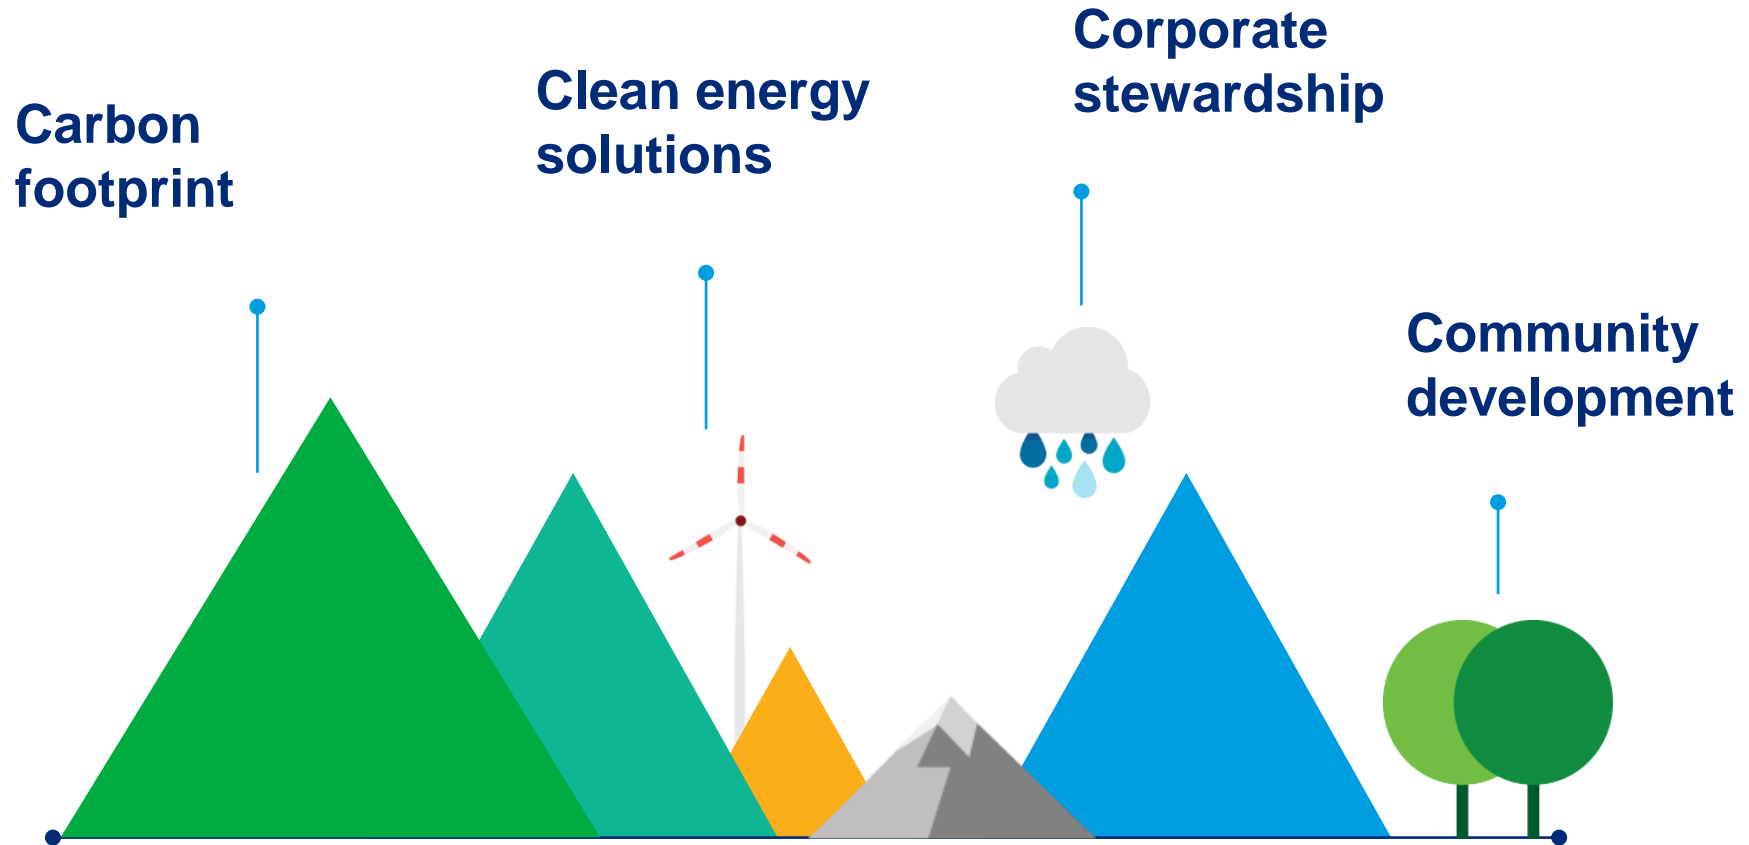 Carbon
footprint
Clean energy
solutions
Corporate
stewardship
Community
development